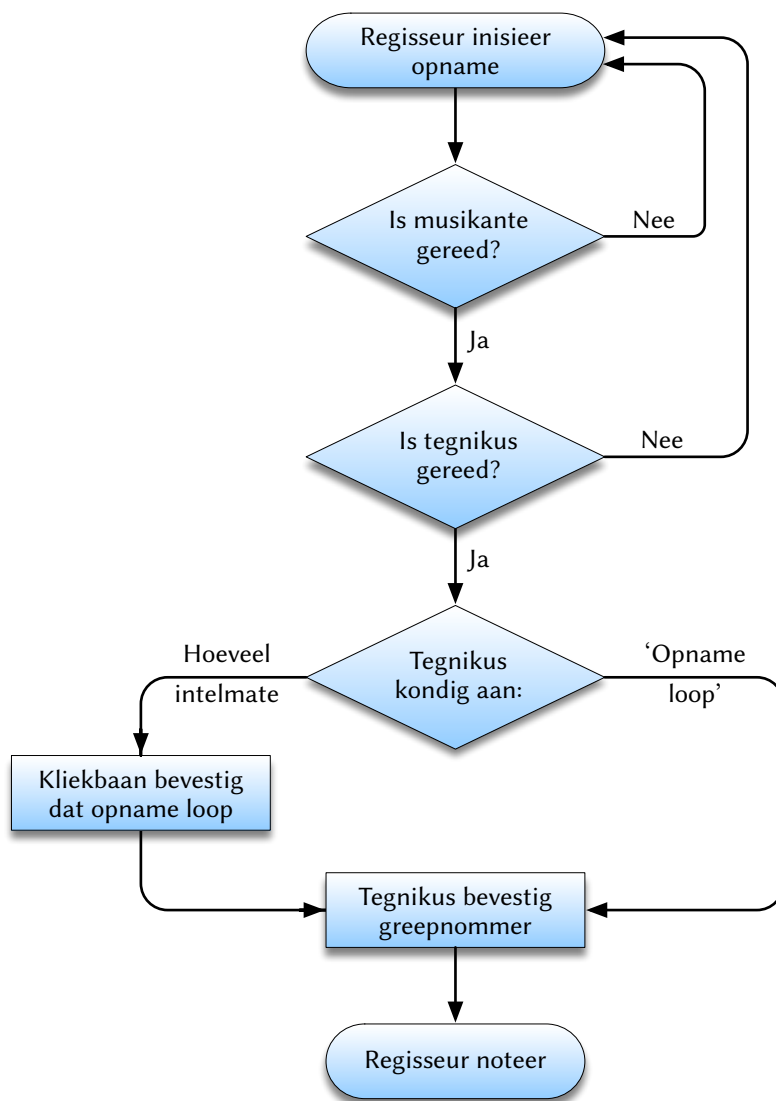 Regisseur inisieer
opname
Is musikante
gereed?
Nee
Ja
Is tegnikus
gereed?
Nee
Ja
Hoeveel
intelmate
Tegnikus
kondig aan:
‘Opname
loop’
Kliekbaan bevestig
dat opname loop
Tegnikus bevestig
greepnommer
Regisseur noteer